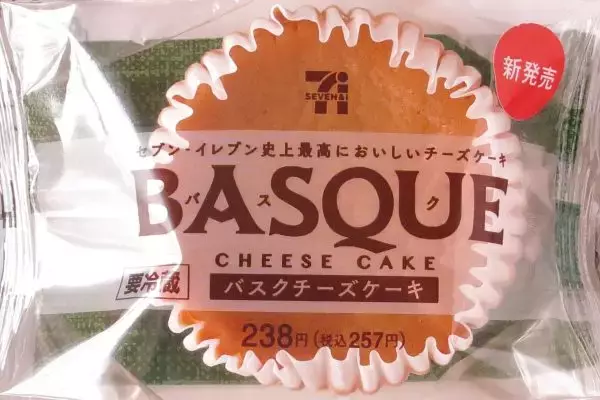 新発売
7i
SEVEN&i
セブン-イレブン史上最高においしいチーズケーキ
BASQUE
バスク
CHEESE CAKE
要冷蔵
バスクチーズケーキ
238円(税込257円)